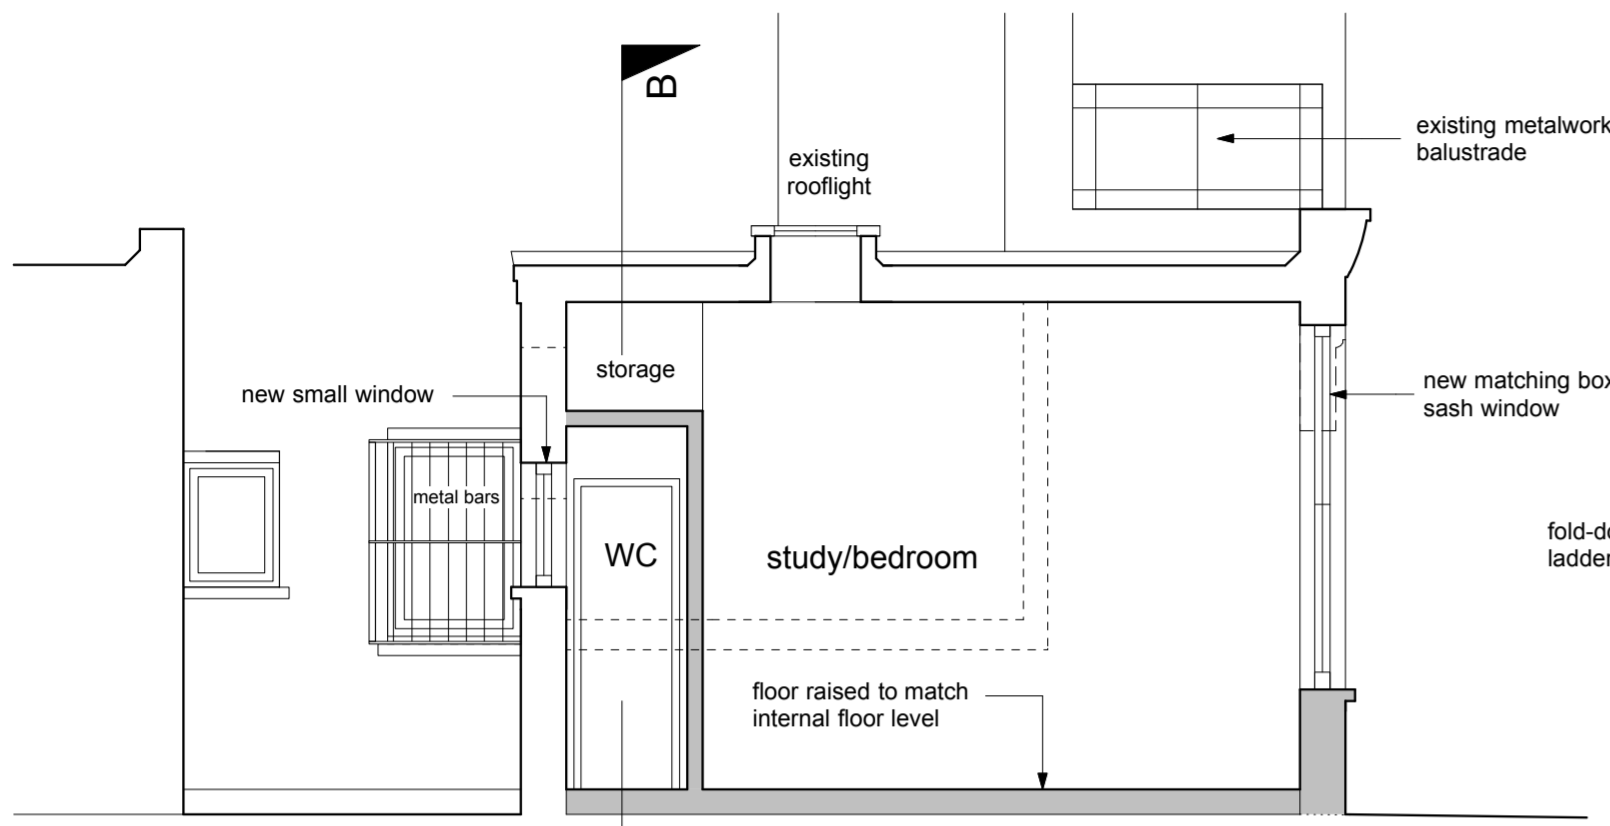 B
existing
rooflight
existing metalwork
balustrade
storage
new small window
new matching box
sash window
metal bars
WC
study/bedroom
ladder
floor raised to match
internal floor level